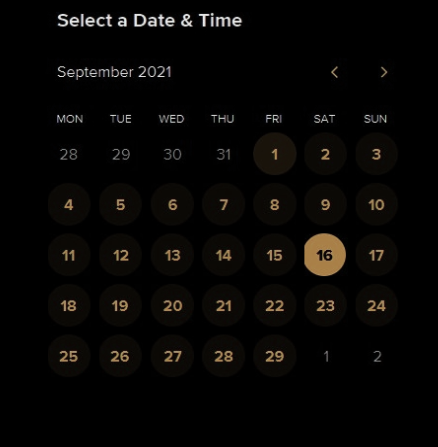 Select a Date & Time
September 2021
MON TUE WED THU FRI SAT SUN
28 29 30 31 1 2 3
4 5 6 7 8 9 10
11 12 13 14 15 16 17
18 19 20 21 22 23 24
25 26 27 28 29 1 2